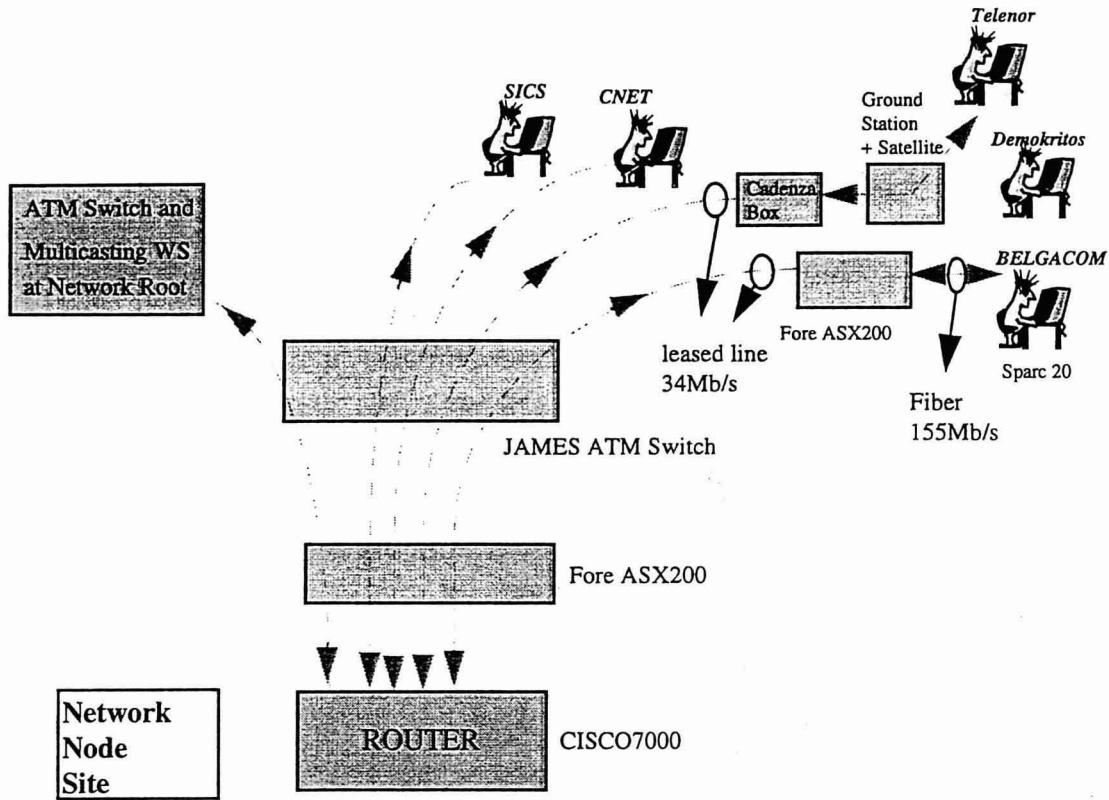 Telenor
SICS
CNET
Ground
Station
+ Satellite
Demokritos
ATM Switch and
Multicasting WS
at Network Root
Cadenza
Box
BELGACOM
Fore ASX200
leased line
34Mb/s
Sparc 20
Fiber
155Mb/s
JAMES ATM Switch
Fore ASX200
Network
Node
Site
ROUTER
CISCO7000